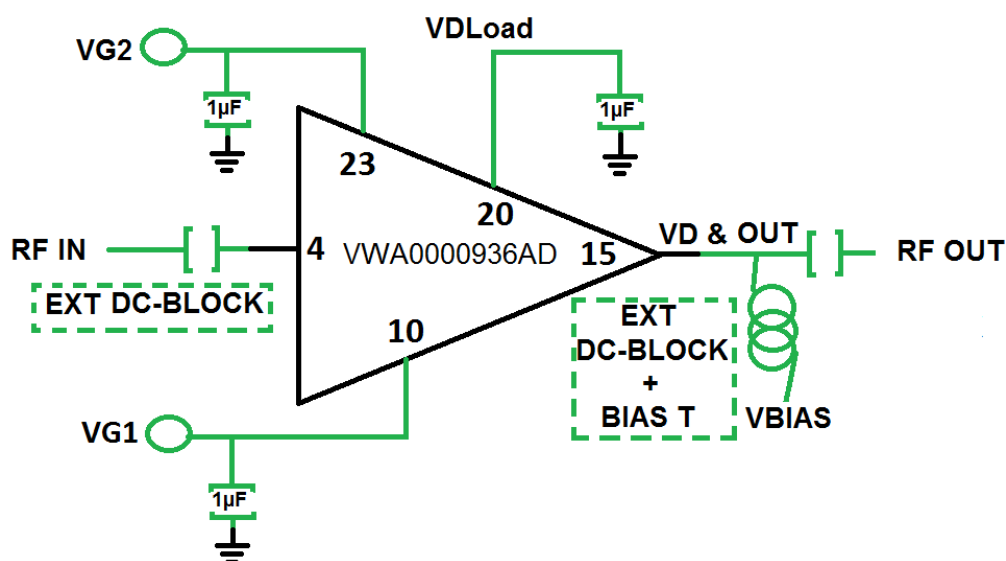 VG2
VDLoad
1µF
1µF
23
20
RF IN
4
VWA0000936AD
15
VD & OUT
RF OUT
EXT DC-BLOCK
10
EXT
DC-BLOCK
+
BIAS T
VBIAS
VG1
1µF